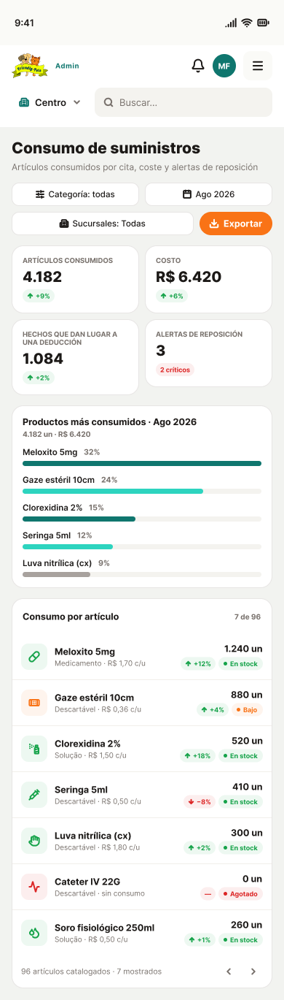 9:41
Friendly-Pets
Admin
MF
Centro
Buscar...
Consumo de suministros
Artículos consumidos por cita, coste y alertas de reposición
Categoría: todas
Ago 2026
Sucursales: Todas
Exportar
ARTÍCULOS CONSUMIDOS
4.182
+9%
COSTO
R$ 6.420
+6%
HECHOS QUE DAN LUGAR A
UNA DEDUCCIÓN
1.084
+2%
ALERTAS DE REPOSICIÓN
3
2 críticos
Productos más consumidos · Ago 2026
4.182 un · R$ 6.420
Meloxito 5mg 32%
Gaze estéril 10cm 24%
Clorexidina 2% 15%
Seringa 5ml 12%
Luva nitrílica (cx) 9%
Consumo por artículo
7 de 96
Meloxito 5mg
Medicamento · R$ 1,70 c/u
1.240 un
+12% En stock
Gaze estéril 10cm
Descartável · R$ 0,36 c/u
880 un
+4% Bajo
Clorexidina 2%
Solução · R$ 1,50 c/u
520 un
+18% En stock
Seringa 5ml
Descartável · R$ 0,50 c/u
410 un
−8% En stock
Luva nitrílica (cx)
Descartável · R$ 1,80 c/u
300 un
+2% En stock
Cateter IV 22G
Descartável · sin consumo
0 un
— Agotado
Soro fisiológico 250ml
Solução · R$ 0,50 c/u
260 un
+1% En stock
96 artículos catalogados · 7 mostrados